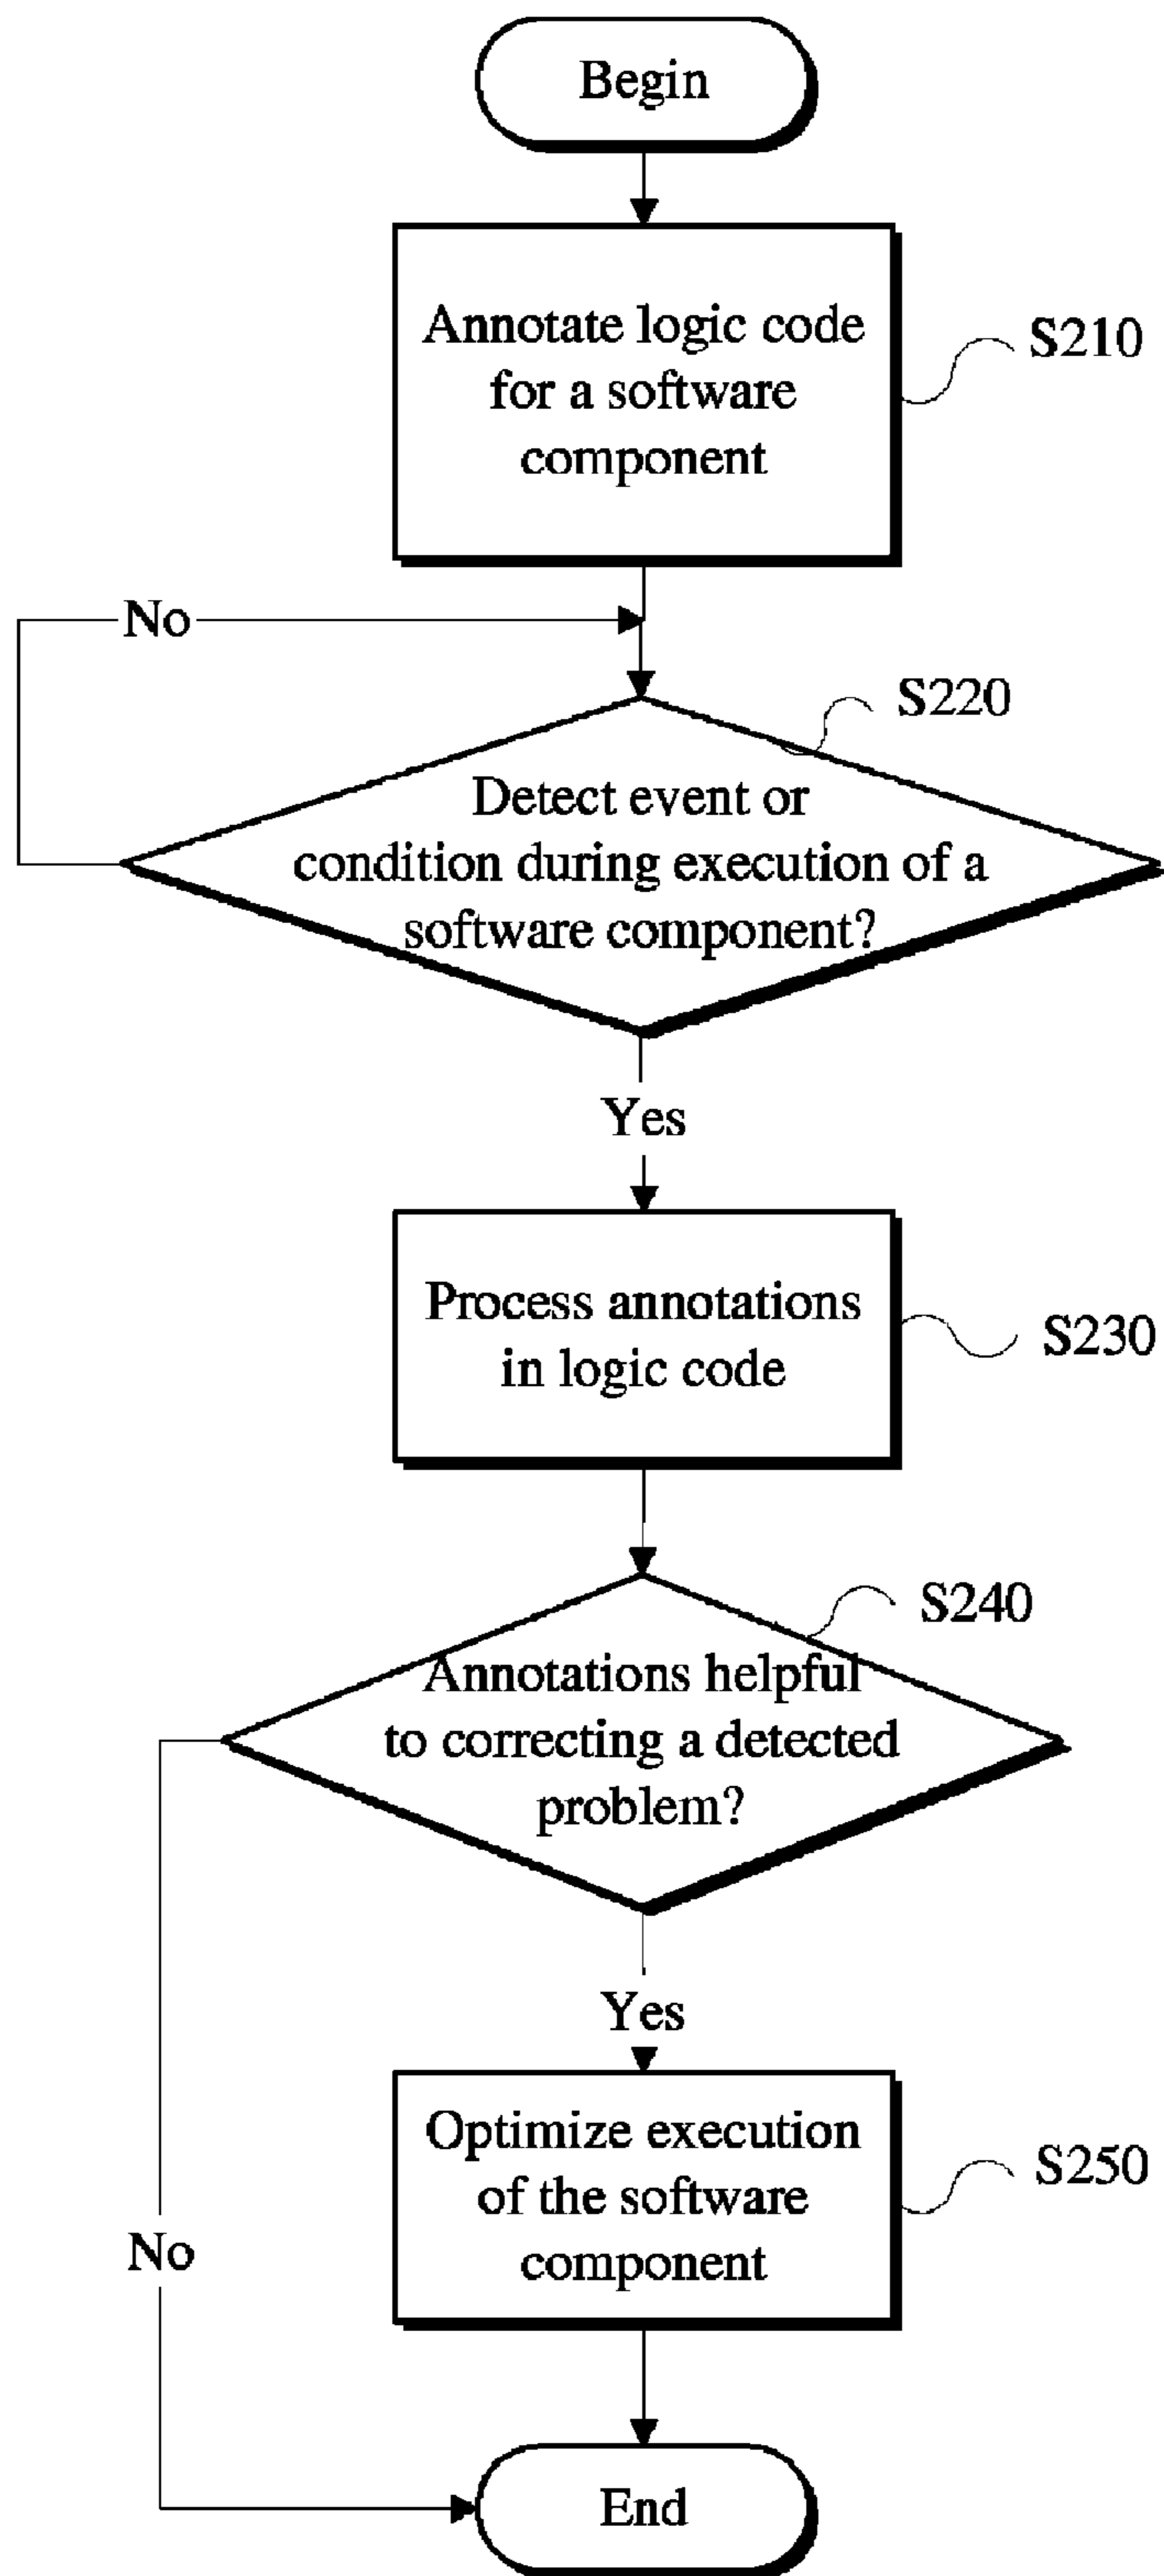 Begin
Annotate logic code
for a software
component
S210
No
S220
Detect event or
condition during execution of a
software component?
Yes
Process annotations
in logic code
S230
S240
Annotations helpful
to correcting a detected
problem?
Yes
Optimize execution
of the software
component
S250
No
End